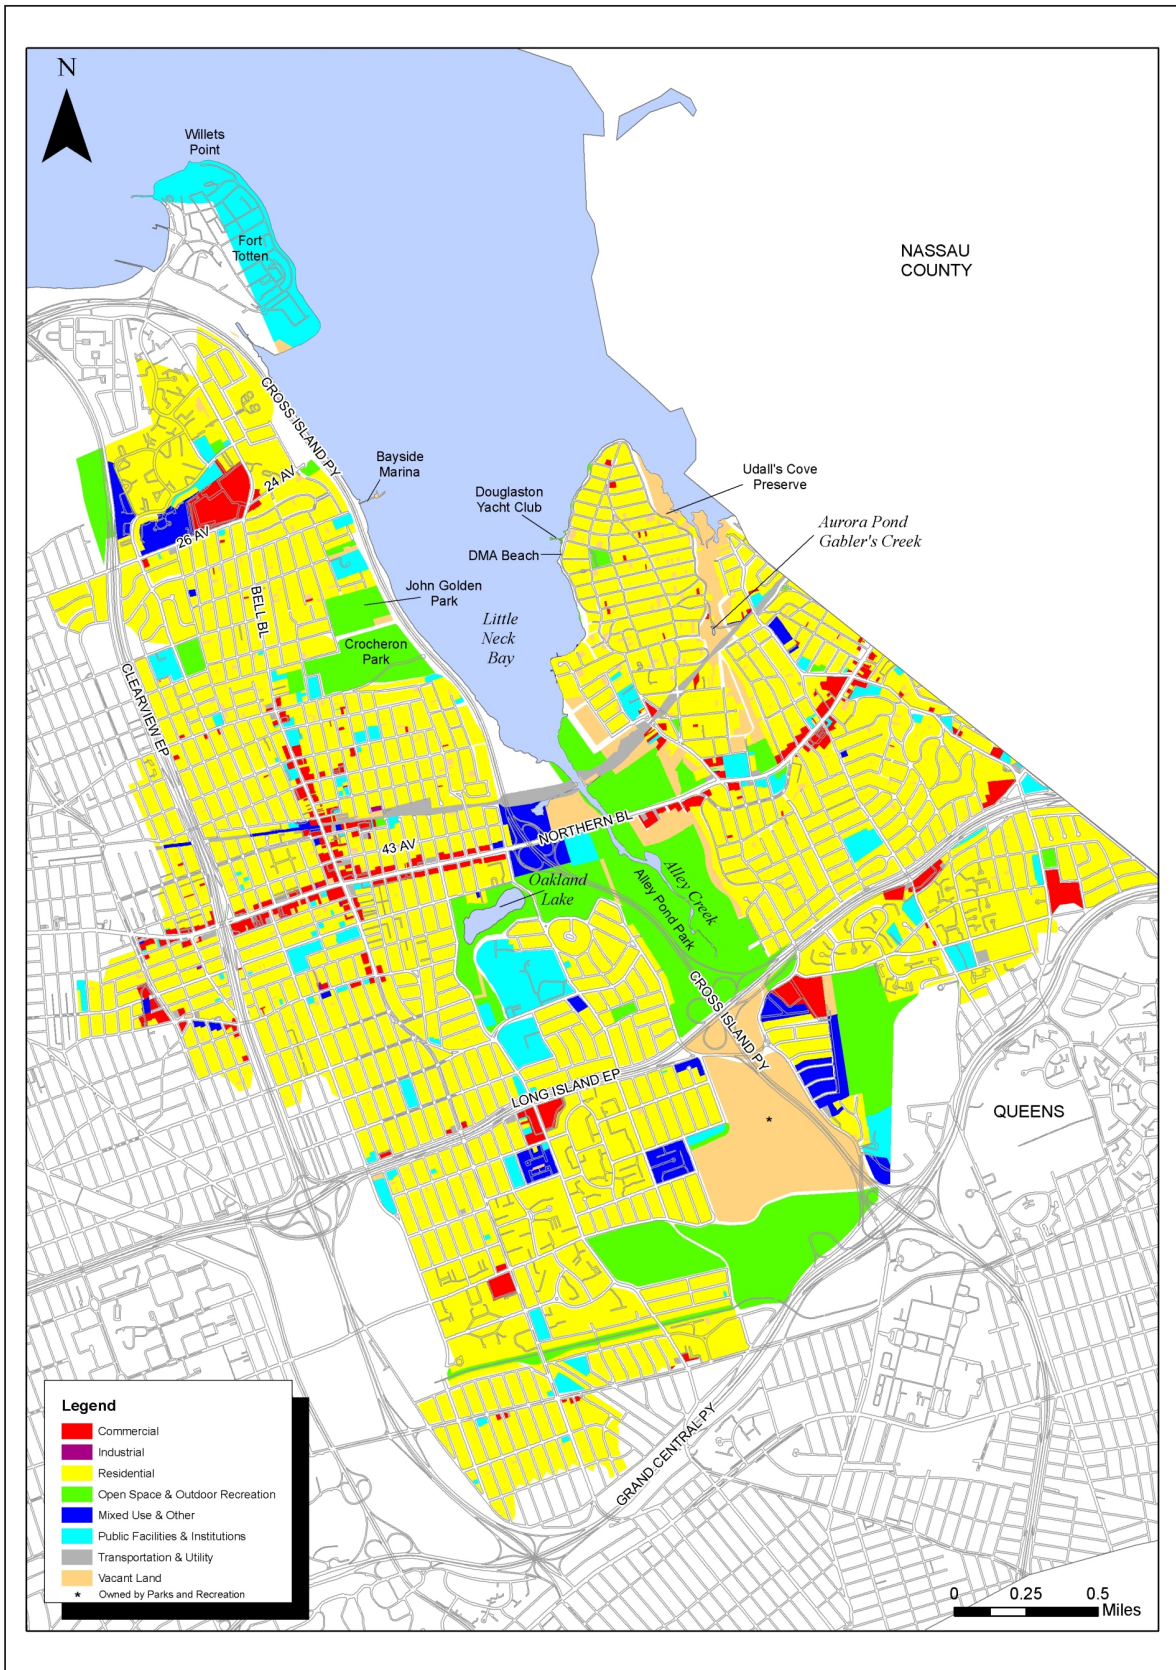 N
Willets
Point
Fort
Totten
NASSAU
COUNTY
CROSS ISLAND PY
24 AV
26 AV
Bayside
Marina
Douglaston
Yacht Club
DMA Beach
Udall's Cove
Preserve
Aurora Pond
Gabler's Creek
John Golden
Park
BELL BL
Little
Neck
Bay
Crocheron
Park
CLEARVIEW EP
43 AV
NORTHERN BL
Oakland
Lake
Alley Creek
Alley Pond Park
CROSS ISLAND PY
LONG ISLAND EP
*
QUEENS
GRAND CENTRAL PY
Legend
Commercial
Industrial
Residential
Open Space & Outdoor Recreation
Mixed Use & Other
Public Facilities & Institutions
Transportation & Utility
Vacant Land
* Owned by Parks and Recreation
0 0.25 0.5
Miles